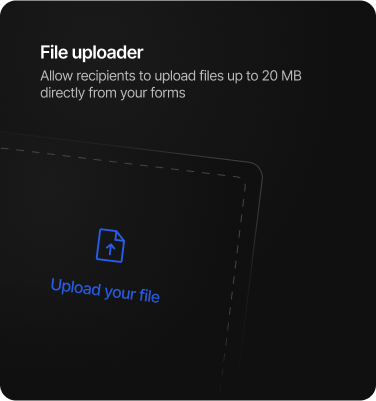 File uploader
Allow recipients to upload files up to 20 MB
directly from your forms
Upload your file